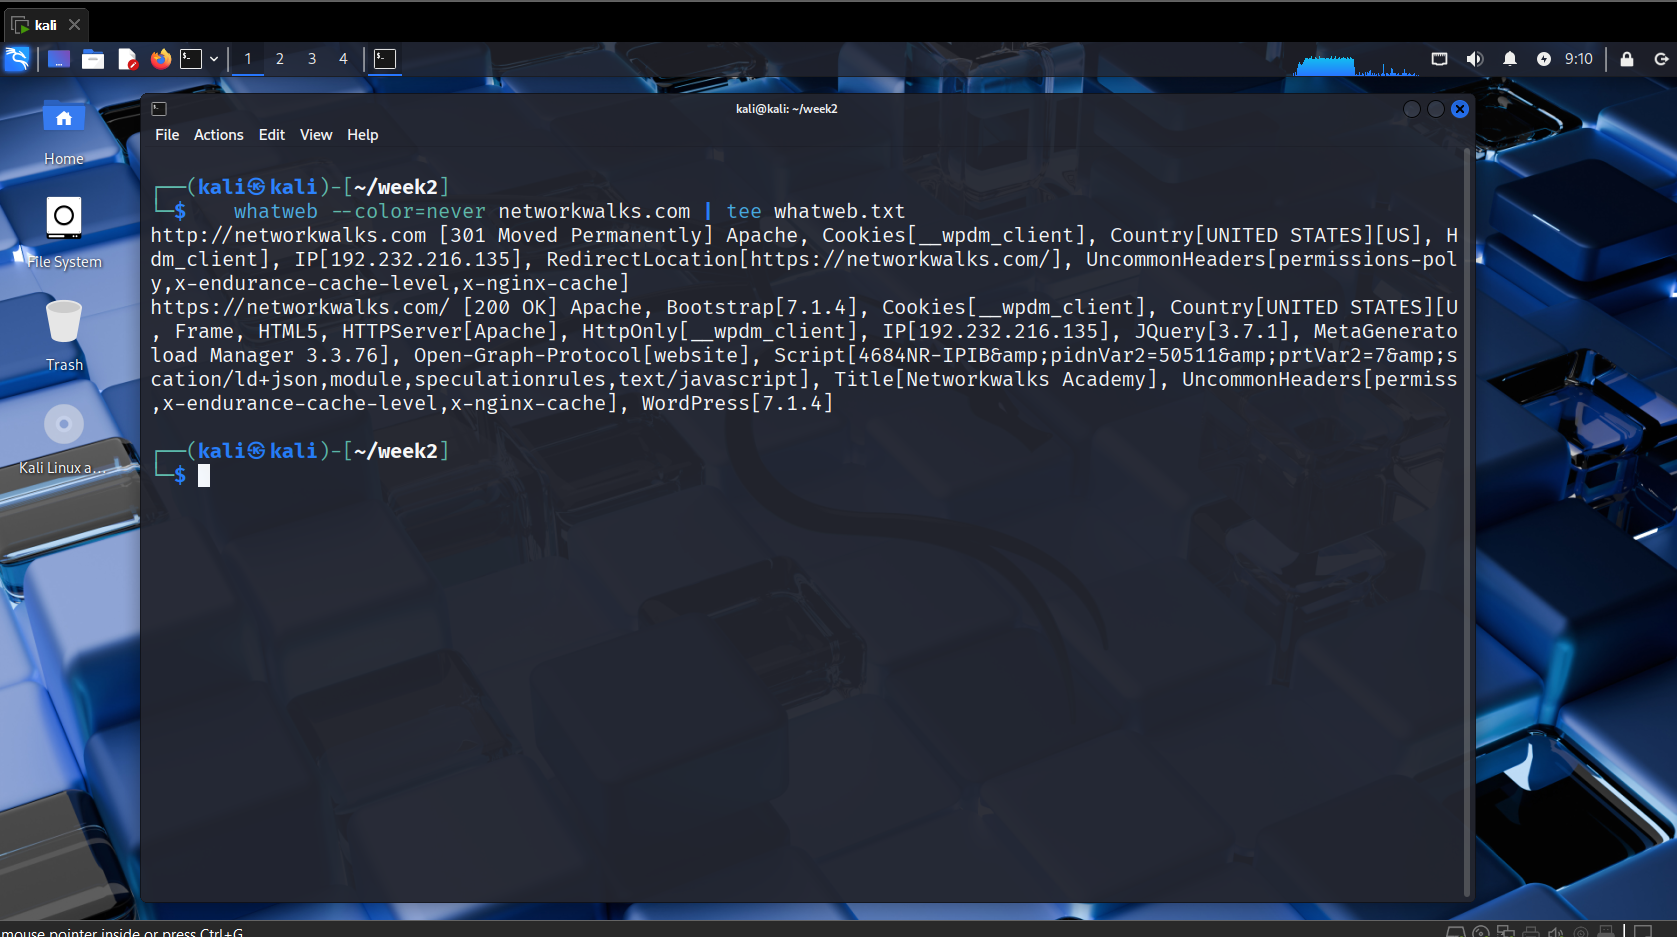 kali
1 2 3 4
9:10
kali@kali: ~/week2
File Actions Edit View Help
Home
File System
Trash
Kali Linux a...
┌──(kali㉿kali)-[~/week2]
└─$ whatweb --color=never networkwalks.com | tee whatweb.txt
http://networkwalks.com [301 Moved Permanently] Apache, Cookies[__wpdm_client], Country[UNITED STATES][US], H
dm_client], IP[192.232.216.135], RedirectLocation[https://networkwalks.com/], UncommonHeaders[permissions-pol
y,x-endurance-cache-level,x-nginx-cache]
https://networkwalks.com/ [200 OK] Apache, Bootstrap[7.1.4], Cookies[__wpdm_client], Country[UNITED STATES][U
, Frame, HTML5, HTTPServer[Apache], HttpOnly[__wpdm_client], IP[192.232.216.135], JQuery[3.7.1], MetaGenerato
load Manager 3.3.76], Open-Graph-Protocol[website], Script[4684NR-IPIB&amp;pidnVar2=50511&amp;prtVar2=7&amp;s
cation/ld+json,module,speculationrules,text/javascript], Title[Networkwalks Academy], UncommonHeaders[permiss
,x-endurance-cache-level,x-nginx-cache], WordPress[7.1.4]
┌──(kali㉿kali)-[~/week2]
└─$
mouse pointer inside or press Ctrl+G